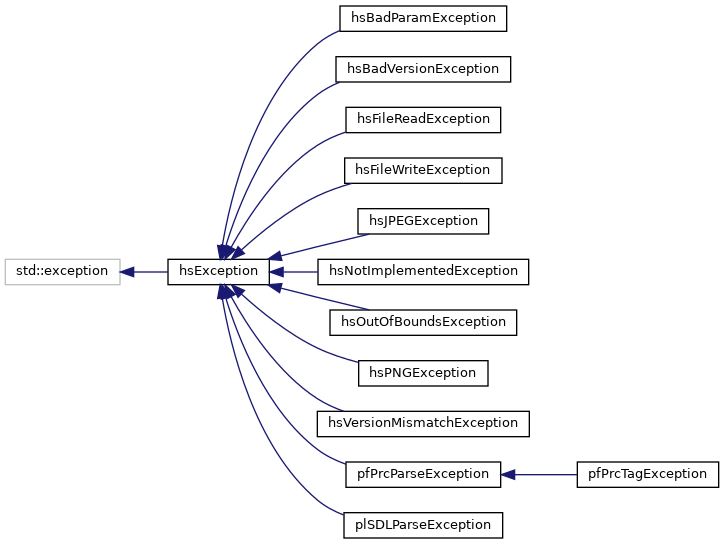 hsBadParamException
hsBadVersionException
hsFileReadException
hsFileWriteException
hsJPEGException
std::exception
hsException
hsNotImplementedException
hsOutOfBoundsException
hsPNGException
hsVersionMismatchException
pfPrcParseException
pfPrcTagException
plSDLParseException